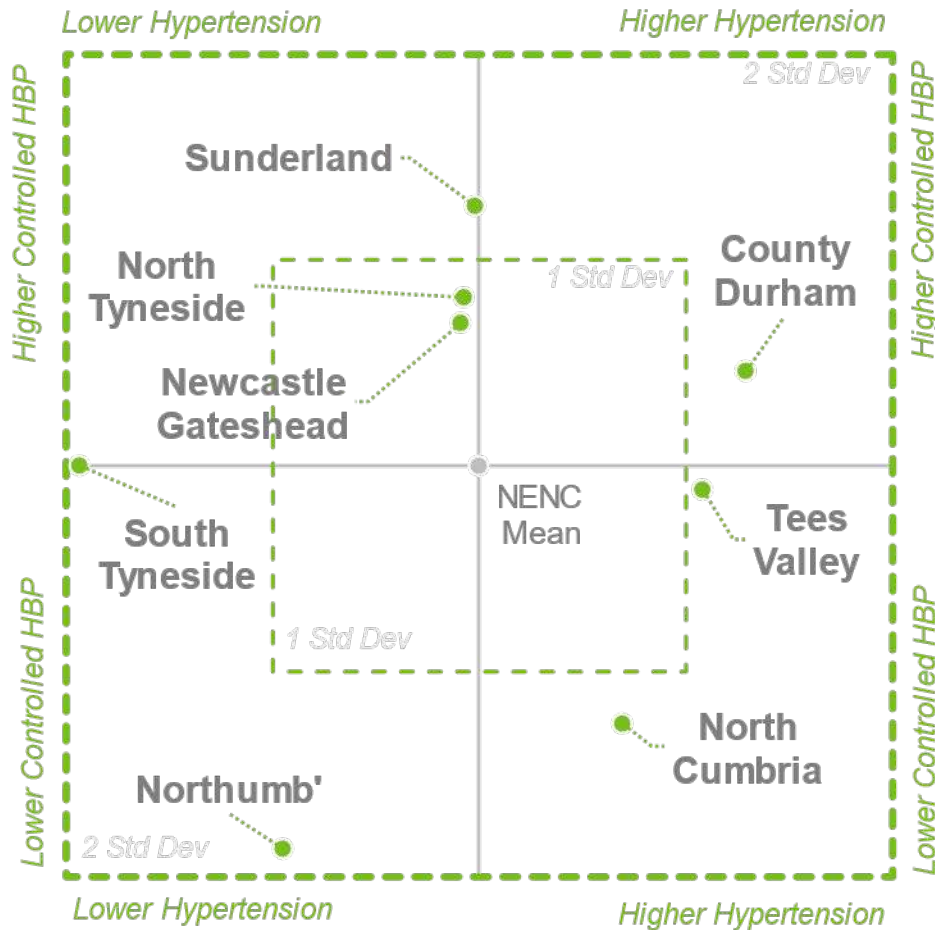 Lower Hypertension
Higher Hypertension
Higher Controlled HBP
Higher Controlled HBP
2 Std Dev
Sunderland
North
Tyneside
1 Std Dev
County
Durham
Newcastle
Gateshead
NENC
Mean
South
Tyneside
Tees
Valley
1 Std Dev
Lower Controlled HBP
Lower Controlled HBP
North
Cumbria
Northumb'
2 Std Dev
Lower Hypertension
Higher Hypertension